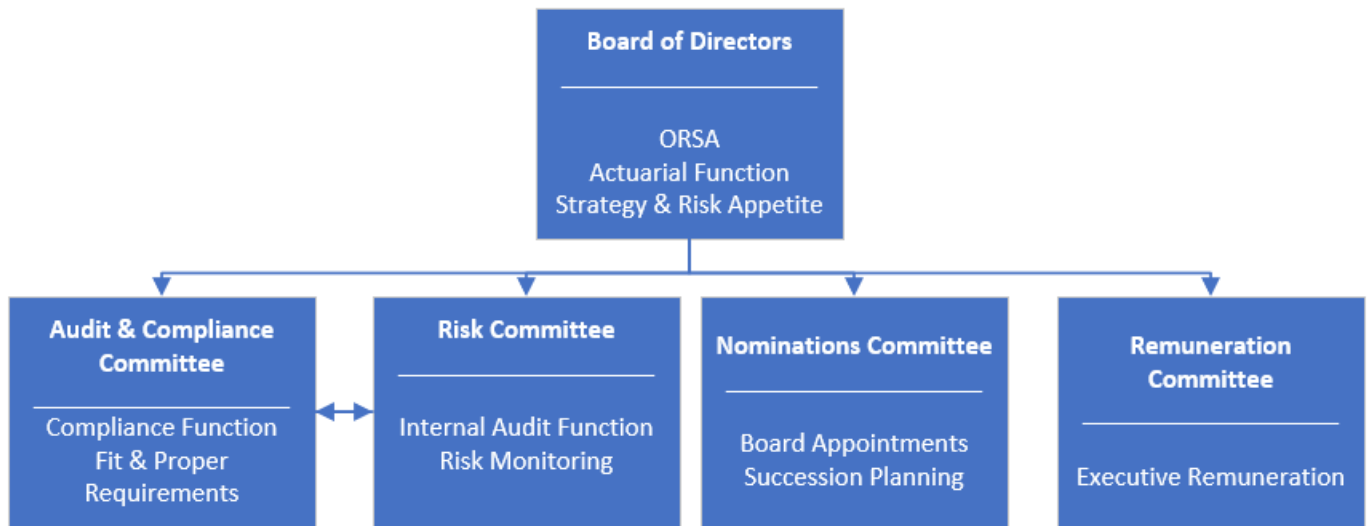 Board of Directors
ORSA
Actuarial Function
Strategy & Risk Appetite
Audit & Compliance
Committee
Compliance Function
Fit & Proper
Requirements
Risk Committee
Internal Audit Function
Risk Monitoring
Nominations Committee
Board Appointments
Succession Planning
Remuneration
Committee
Executive Remuneration